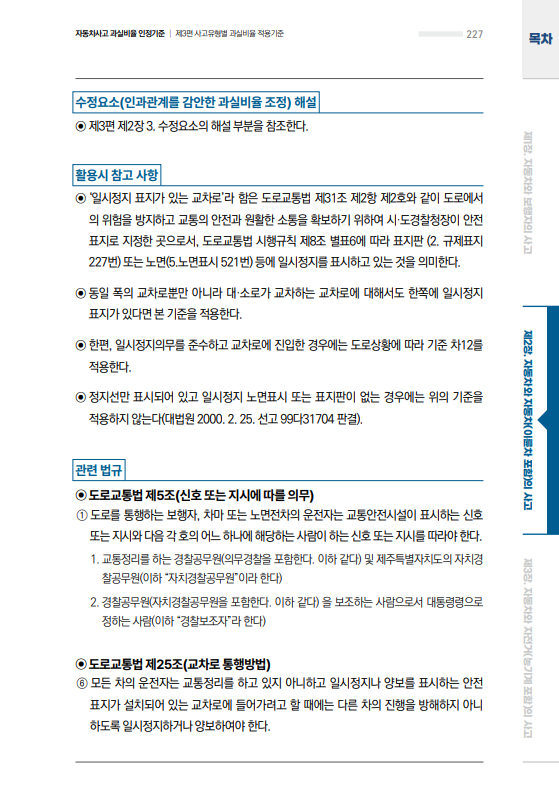 자동차사고 과실비율 인정기준 | 제3편 사고유형별 과실비율 적용기준
227
목차
수정요소(인과관계를 감안한 과실비율 조정) 해설
◉ 제3편 제2장 3. 수정요소의 해설 부분을 참조한다.
활용시 참고 사항
◉ ‘일시정지 표지가 있는 교차로’라 함은 도로교통법 제31조 제2항 제2호와 같이 도로에서
의 위험을 방지하고 교통의 안전과 원활한 소통을 확보하기 위하여 시·도경찰청장이 안전
표지로 지정한 곳으로서, 도로교통법 시행규칙 제8조 별표6에 따라 표지판 (2. 규제표지
227번) 또는 노면(5.노면표시 521번) 등에 일시정지를 표시하고 있는 것을 의미한다.
◉ 동일 폭의 교차로뿐만 아니라 대·소로가 교차하는 교차로에 대해서도 한쪽에 일시정지
표지가 있다면 본 기준을 적용한다.
◉ 한편, 일시정지의무를 준수하고 교차로에 진입한 경우에는 도로상황에 따라 기준 차12를
적용한다.
◉ 정지선만 표시되어 있고 일시정지 노면표시 또는 표지판이 없는 경우에는 위의 기준을
적용하지 않는다(대법원 2000. 2. 25. 선고 99다31704 판결).
관련 법규
◉ 도로교통법 제5조(신호 또는 지시에 따를 의무)
① 도로를 통행하는 보행자, 차마 또는 노면전차의 운전자는 교통안전시설이 표시하는 신호
또는 지시와 다음 각 호의 어느 하나에 해당하는 사람이 하는 신호 또는 지시를 따라야 한다.
1. 교통정리를 하는 경찰공무원(의무경찰을 포함한다. 이하 같다) 및 제주특별자치도의 자치경
찰공무원(이하 “자치경찰공무원”이라 한다)
2. 경찰공무원(자치경찰공무원을 포함한다. 이하 같다) 을 보조하는 사람으로서 대통령령으로
정하는 사람(이하 “경찰보조자”라 한다)
◉ 도로교통법 제25조(교차로 통행방법)
⑥ 모든 차의 운전자는 교통정리를 하고 있지 아니하고 일시정지나 양보를 표시하는 안전
표지가 설치되어 있는 교차로에 들어가려고 할 때에는 다른 차의 진행을 방해하지 아니
하도록 일시정지하거나 양보하여야 한다.
제1장. 자동차와 보행자의 사고
제2장. 자동차와 자동차(이륜차 포함)의 사고
제3장. 자동차와 자전거(농기계 포함)의 사고